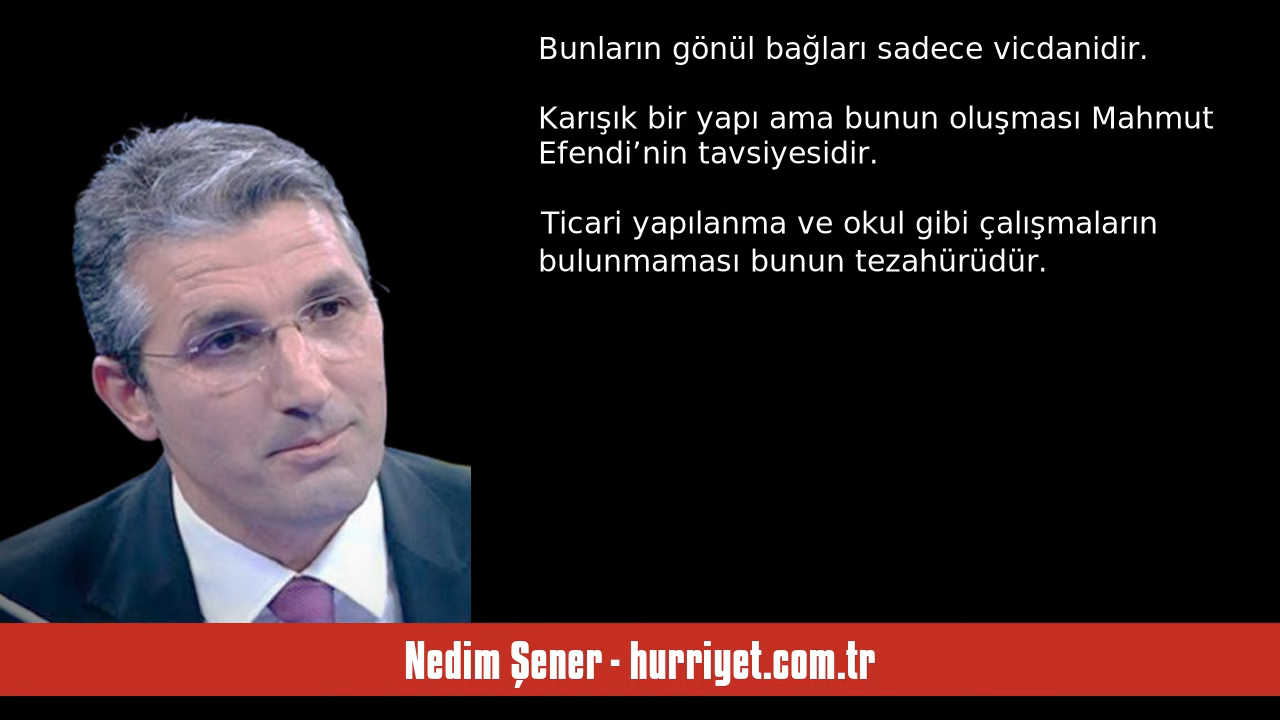 Bunların gönül bağları sadece vicdanidir.
Karışık bir yapı ama bunun oluşması Mahmut
Efendi’nin tavsiyesidir.
Ticari yapılanma ve okul gibi çalışmaların
bulunmaması bunun tezahürüdür.
Nedim Şener - hurriyet.com.tr